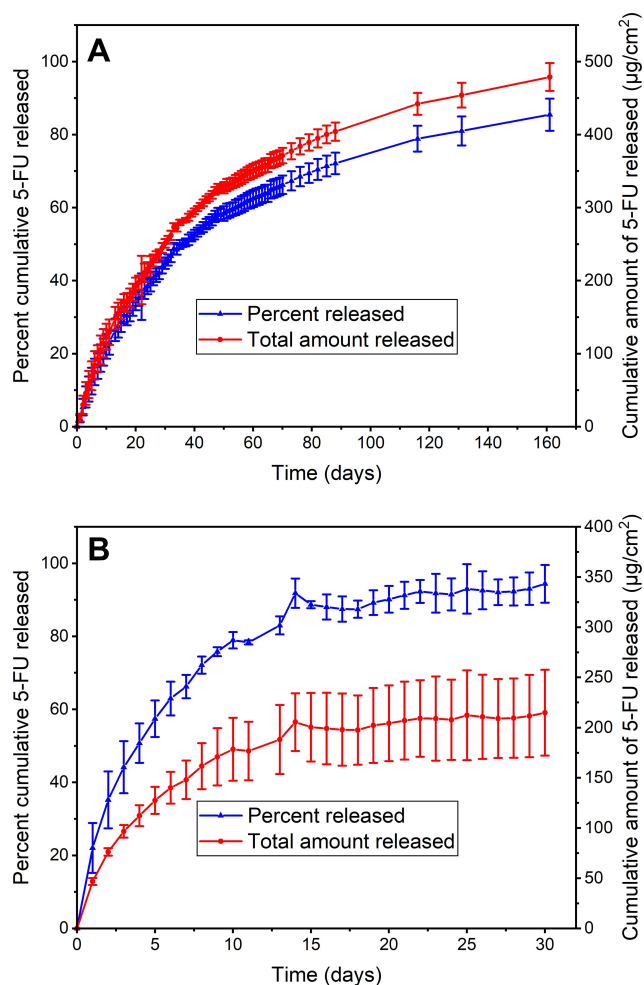 A
Percent cumulative 5-FU released
100
80
60
40
20
0
500
400
300
200
100
0
Cumulative amount of 5-FU released (µg/cm²)
Percent released
Total amount released
0 20 40 60 80 100 120 140 160
Time (days)
B
Percent cumulative 5-FU released
100
80
60
40
20
0
400
350
300
250
200
150
100
50
0
Cumulative amount of 5-FU released (µg/cm²)
Percent released
Total amount released
0 5 10 15 20 25 30
Time (days)